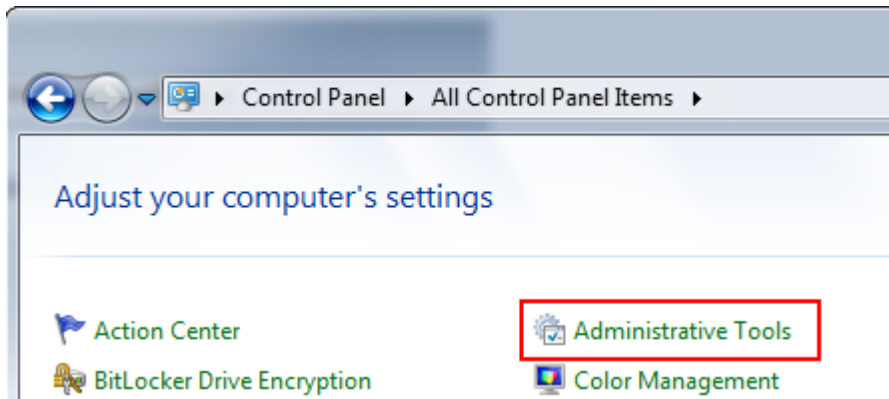 Control Panel All Control Panel Items
Adjust your computer's settings
Action Center Administrative Tools
BitLocker Drive Encryption Color Management